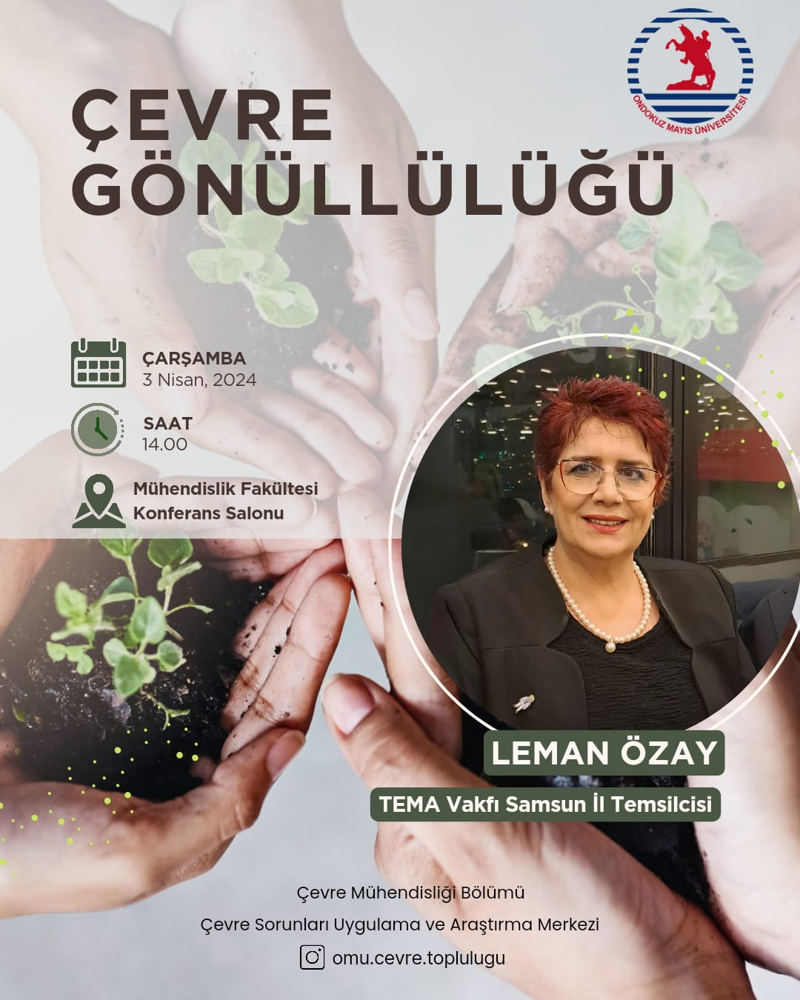 ONDOKUZ MAYIS ÜNİVERSİTESİ
ÇEVRE
GÖNÜLLÜLÜĞÜ
ÇARŞAMBA
3 Nisan, 2024
SAAT
14.00
Mühendislik Fakültesi
Konferans Salonu
LEMAN ÖZAY
TEMA Vakfı Samsun İl Temsilcisi
Çevre Mühendisliği Bölümü
Çevre Sorunları Uygulama ve Araştırma Merkezi
omu.cevre.toplulugu